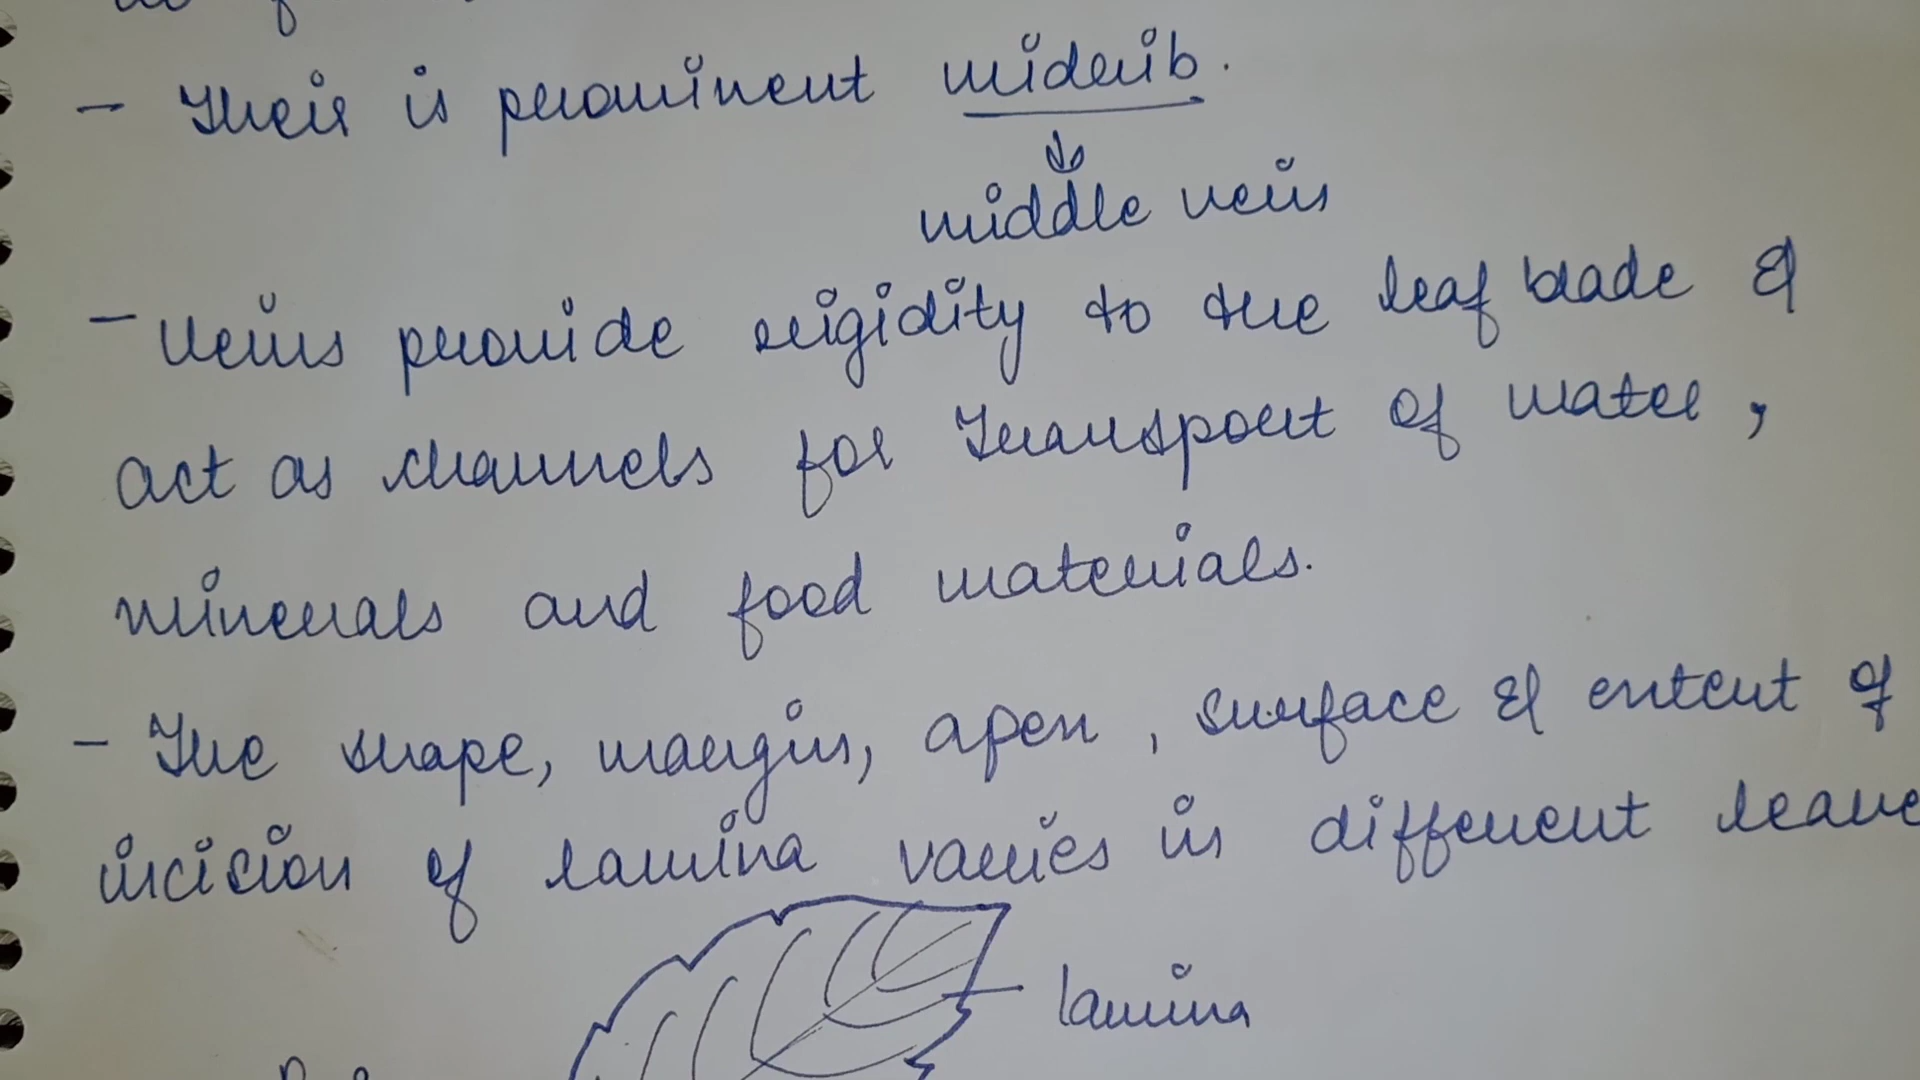 - Their is prominent midrib.
middle vein
- Veins provide rigidity to the leaf blade &
act as channels for Transport of water,
minerals and food materials.
- The shape, margin, apex, surface & extent of
incision of lamina varies in different leave
lamina